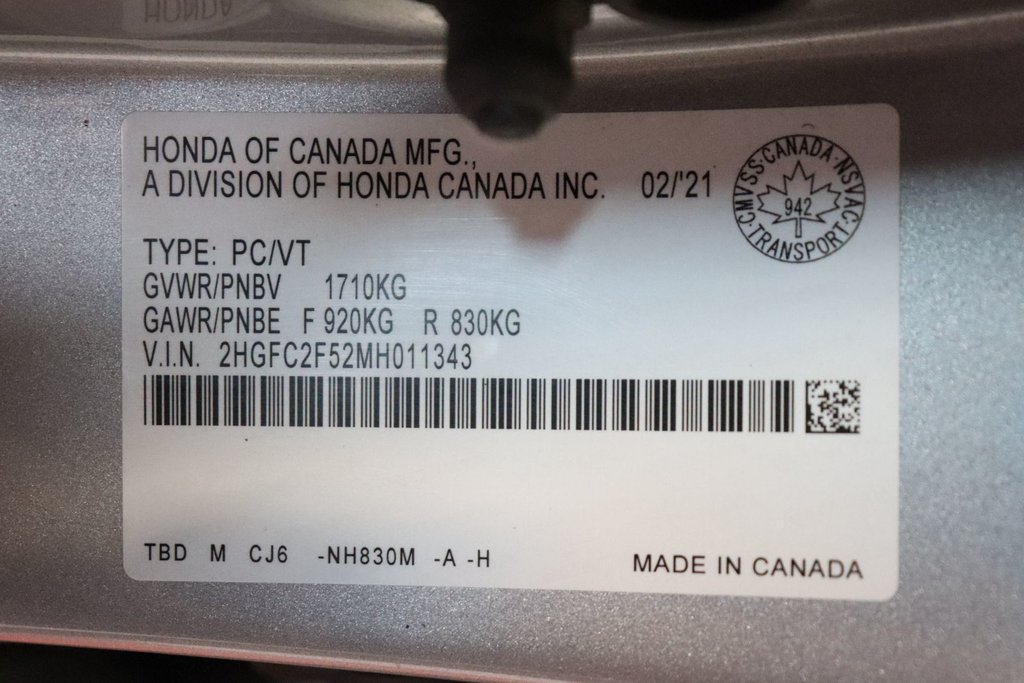 HONDA
HONDA OF CANADA MFG.,
A DIVISION OF HONDA CANADA INC. 02/'21
CMVSS·CANADA·NSVAC·TRANSPORT·
942
TYPE: PC/VT
GVWR/PNBV 1710KG
GAWR/PNBE F 920KG R 830KG
V.I.N. 2HGFC2F52MH011343
TBD M CJ6 -NH830M -A -H
MADE IN CANADA